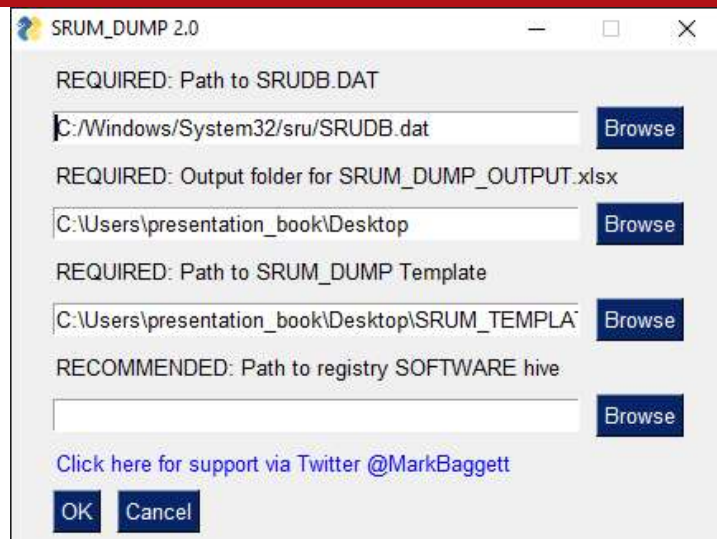 SRUM_DUMP 2.0
REQUIRED: Path to SRUDB.DAT
C:/Windows/System32/sru/SRUDB.dat
Browse
REQUIRED: Output folder for SRUM_DUMP_OUTPUT.xlsx
C:\Users\presentation_book\Desktop
Browse
REQUIRED: Path to SRUM_DUMP Template
C:\Users\presentation_book\Desktop\SRUM_TEMPLAT
Browse
RECOMMENDED: Path to registry SOFTWARE hive
Browse
Click here for support via Twitter @MarkBaggett
OK
Cancel